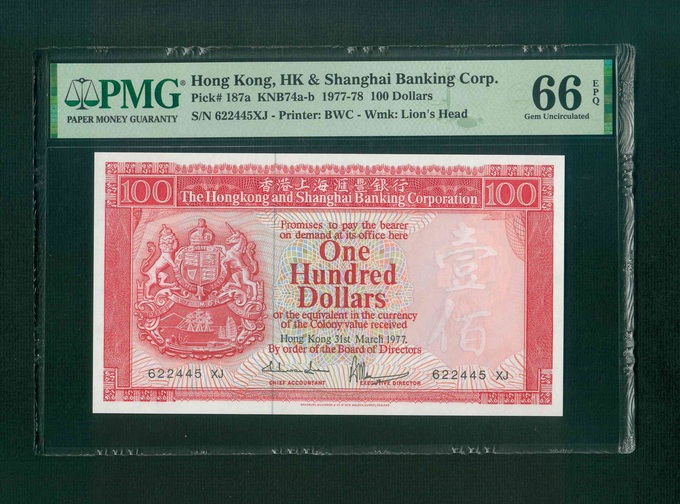 PMG®
PAPER MONEY GUARANTY
Hong Kong, HK & Shanghai Banking Corp.
Pick# 187a KNB74a-b 1977-78 100 Dollars
S/N 622445XJ - Printer: BWC - Wmk: Lion's Head
66 EPQ
Gem Uncirculated
100 香港上海滙豐銀行 100
The Hongkong and Shanghai Banking Corporation
Promises to pay the bearer
on demand at its office here
One
Hundred
Dollars
壹佰
or the equivalent in the currency
of the Colony value received
Hong Kong 31st March 1977.
By order of the Board of Directors
622445 XJ
622445 XJ
CHIEF ACCOUNTANT
EXECUTIVE DIRECTOR